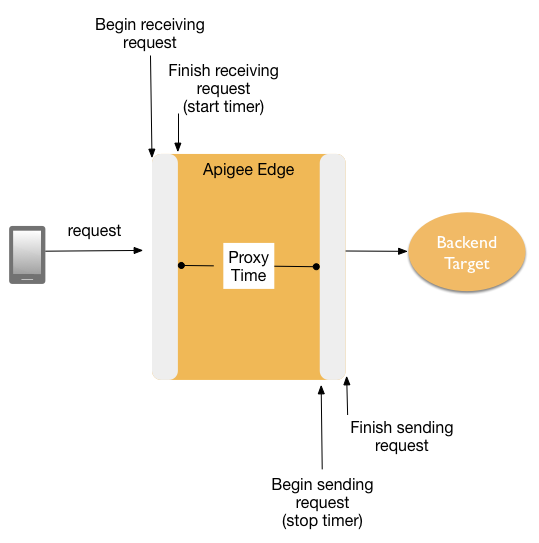 Begin receiving
request
Finish receiving
request
(start timer)
Apigee Edge
request
Proxy
Time
Backend
Target
Finish sending
request
Begin sending
request
(stop timer)